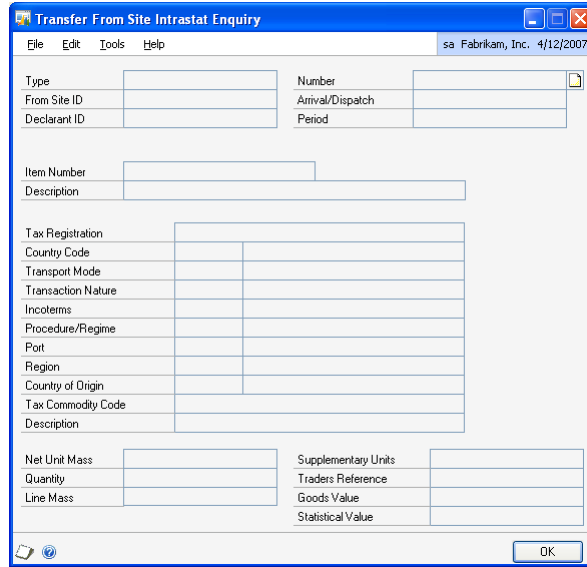 Transfer From Site Intrastat Enquiry
File Edit Tools Help sa Fabrikam, Inc. 4/12/2007
Type Number
From Site ID Arrival/Dispatch
Declarant ID Period
Item Number
Description
Tax Registration
Country Code
Transport Mode
Transaction Nature
Incoterms
Procedure/Regime
Port
Region
Country of Origin
Tax Commodity Code
Description
Net Unit Mass Supplementary Units
Quantity Traders Reference
Line Mass Goods Value
Statistical Value
OK